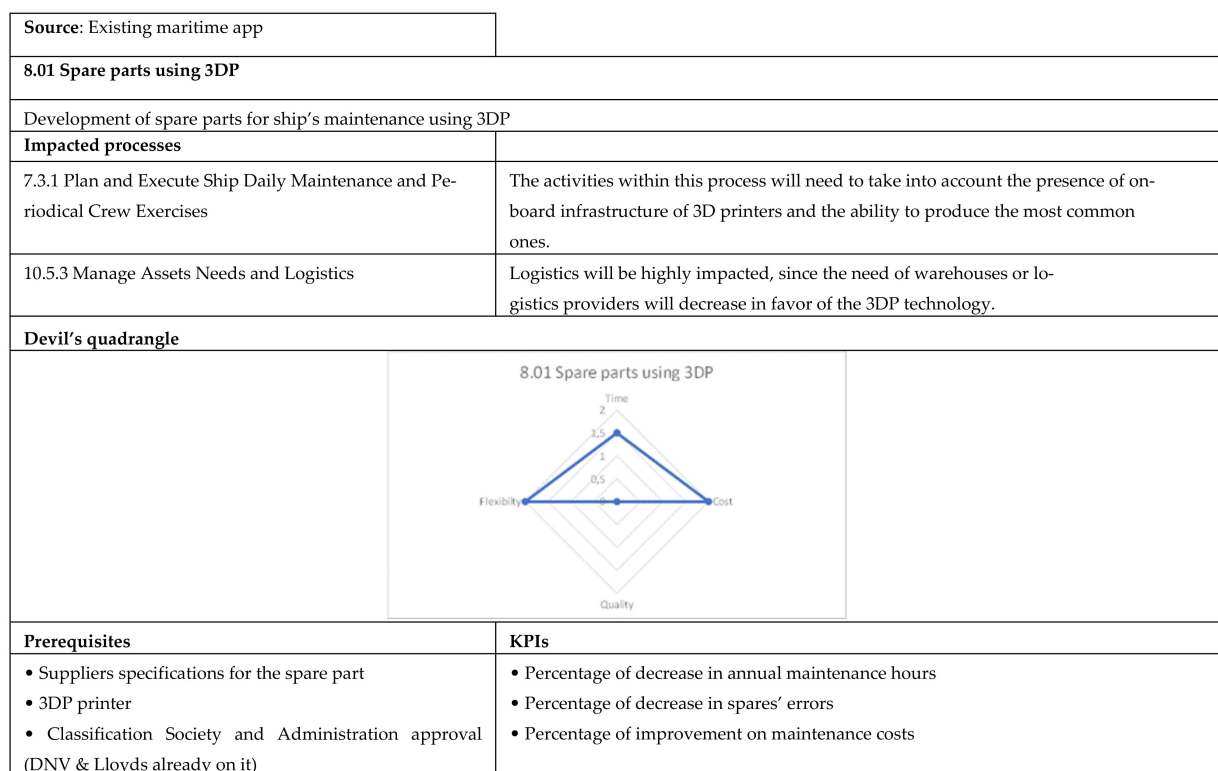 Source: Existing maritime app
8.01 Spare parts using 3DP
Development of spare parts for ship's maintenance using 3DP
Impacted processes
7.3.1 Plan and Execute Ship Daily Maintenance and Pe-
riodical Crew Exercises
The activities within this process will need to take into account the presence of on-
board infrastructure of 3D printers and the ability to produce the most common
ones.
10.5.3 Manage Assets Needs and Logistics
Logistics will be highly impacted, since the need of warehouses or lo-
gistics providers will decrease in favor of the 3DP technology.
Devil's quadrangle
8.01 Spare parts using 3DP
Time
2
1,5
1
0,5
0
Flexibilty
Cost
Quality
Prerequisites
• Suppliers specifications for the spare part
• 3DP printer
• Classification Society and Administration approval
(DNV & Lloyds already on it)
KPIs
• Percentage of decrease in annual maintenance hours
• Percentage of decrease in spares' errors
• Percentage of improvement on maintenance costs